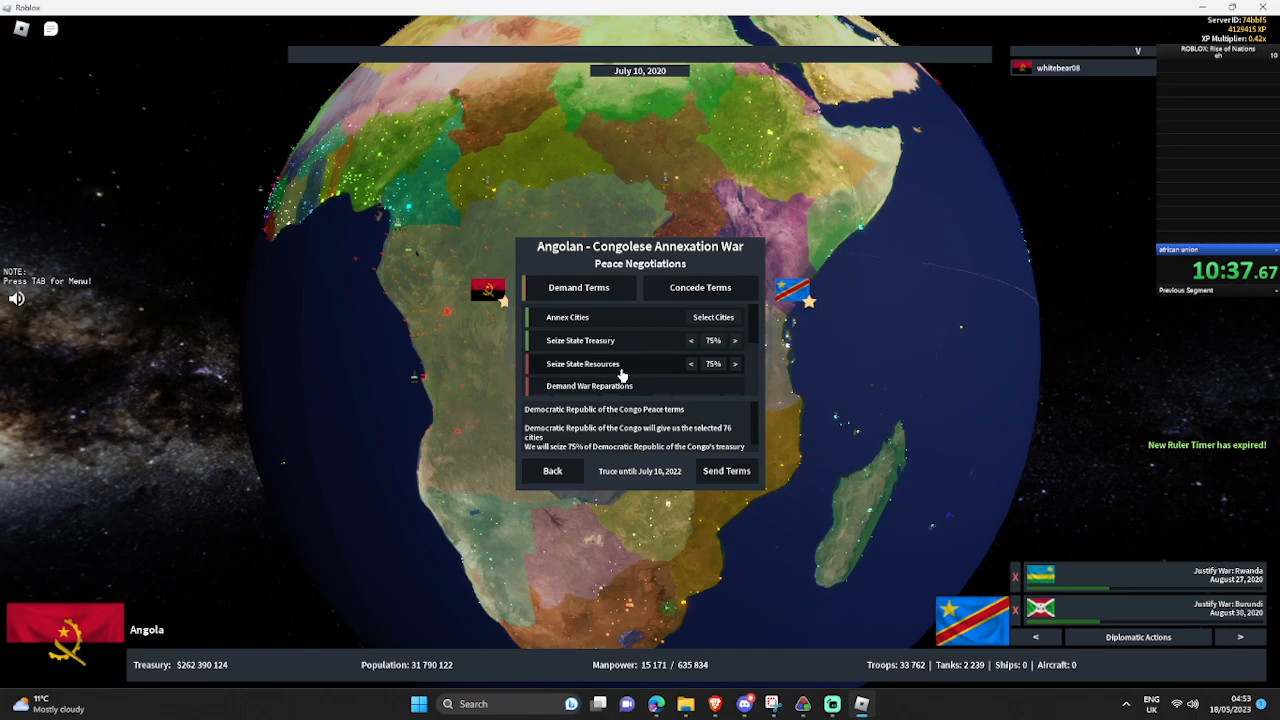 Roblox
ServerID: 74bbf5
4129415 XP
XP Multiplier: 0.42x
ROBLOX: Rise of Nations
eh 10
V
July 10, 2020
whitebear08
NOTE:
Press TAB for Menu!
Angolan - Congolese Annexation War
Peace Negotiations
Demand Terms Concede Terms
Annex Cities Select Cities
Seize State Treasury < 75% >
Seize State Resources < 75% >
Demand War Reparations
Democratic Republic of the Congo Peace terms
Democratic Republic of the Congo will give us the selected 76
cities
We will seize 75% of Democratic Republic of the Congo's treasury
Back Truce until: July 10, 2022 Send Terms
african union -
10:37.67
Previous Segment -
New Ruler Timer has expired!
X Justify War: Rwanda
August 27, 2020
X Justify War: Burundi
August 30, 2020
< Diplomatic Actions >
Angola
Treasury: $262 390 124 Population: 31 790 122 Manpower: 15 171 / 635 834 Troops: 33 762 | Tanks: 2 239 | Ships: 0 | Aircraft: 0
11°C
Mostly cloudy
Search
ENG
UK
04:53
18/05/2023